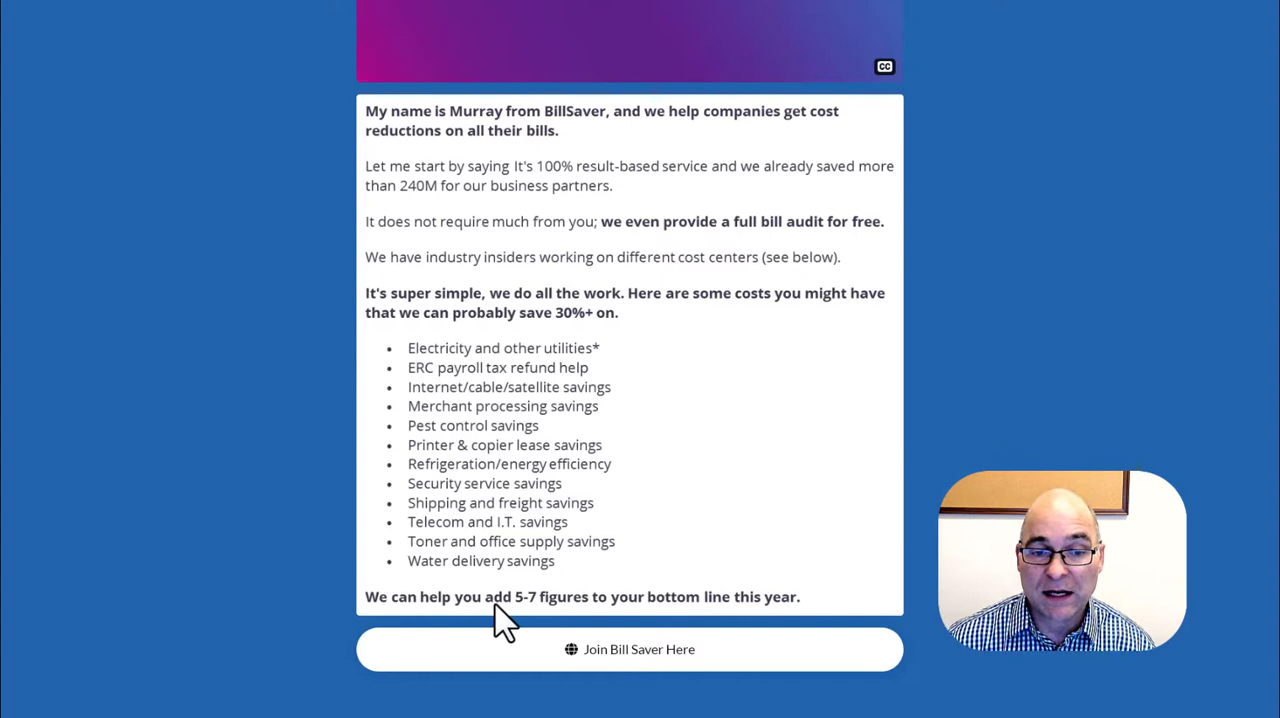 CC
My name is Murray from BillSaver, and we help companies get cost
reductions on all their bills.
Let me start by saying It's 100% result-based service and we already saved more
than 240M for our business partners.
It does not require much from you; we even provide a full bill audit for free.
We have industry insiders working on different cost centers (see below).
It's super simple, we do all the work. Here are some costs you might have
that we can probably save 30%+ on.
• Electricity and other utilities*
• ERC payroll tax refund help
• Internet/cable/satellite savings
• Merchant processing savings
• Pest control savings
• Printer & copier lease savings
• Refrigeration/energy efficiency
• Security service savings
• Shipping and freight savings
• Telecom and I.T. savings
• Toner and office supply savings
• Water delivery savings
We can help you add 5-7 figures to your bottom line this year.
Join Bill Saver Here